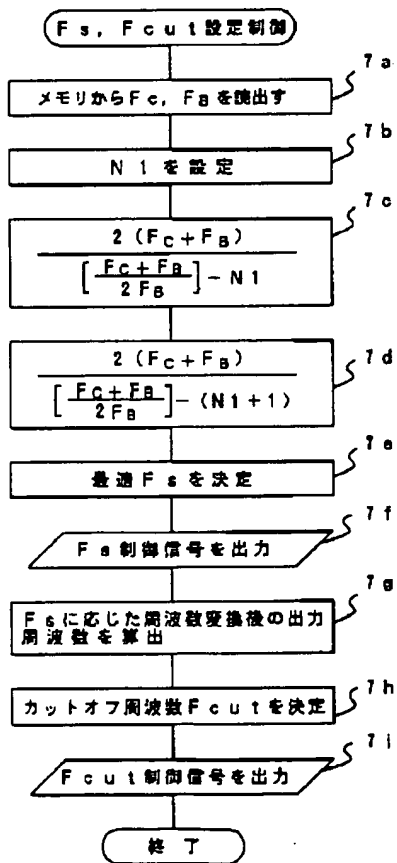 Fs, Fcut設定制御
7a
メモリからFc, FBを読出す
7b
N1を設定
7c
2 (FC+FB)
[FC+FB
2FB]-N1
7d
2 (FC+FB)
[FC+FB
2FB]-(N1+1)
7e
最適Fsを決定
7f
Fs制御信号を出力
7g
Fsに応じた周波数変換後の出力
周波数を算出
7h
カットオフ周波数Fcutを決定
7i
Fcut制御信号を出力
終了